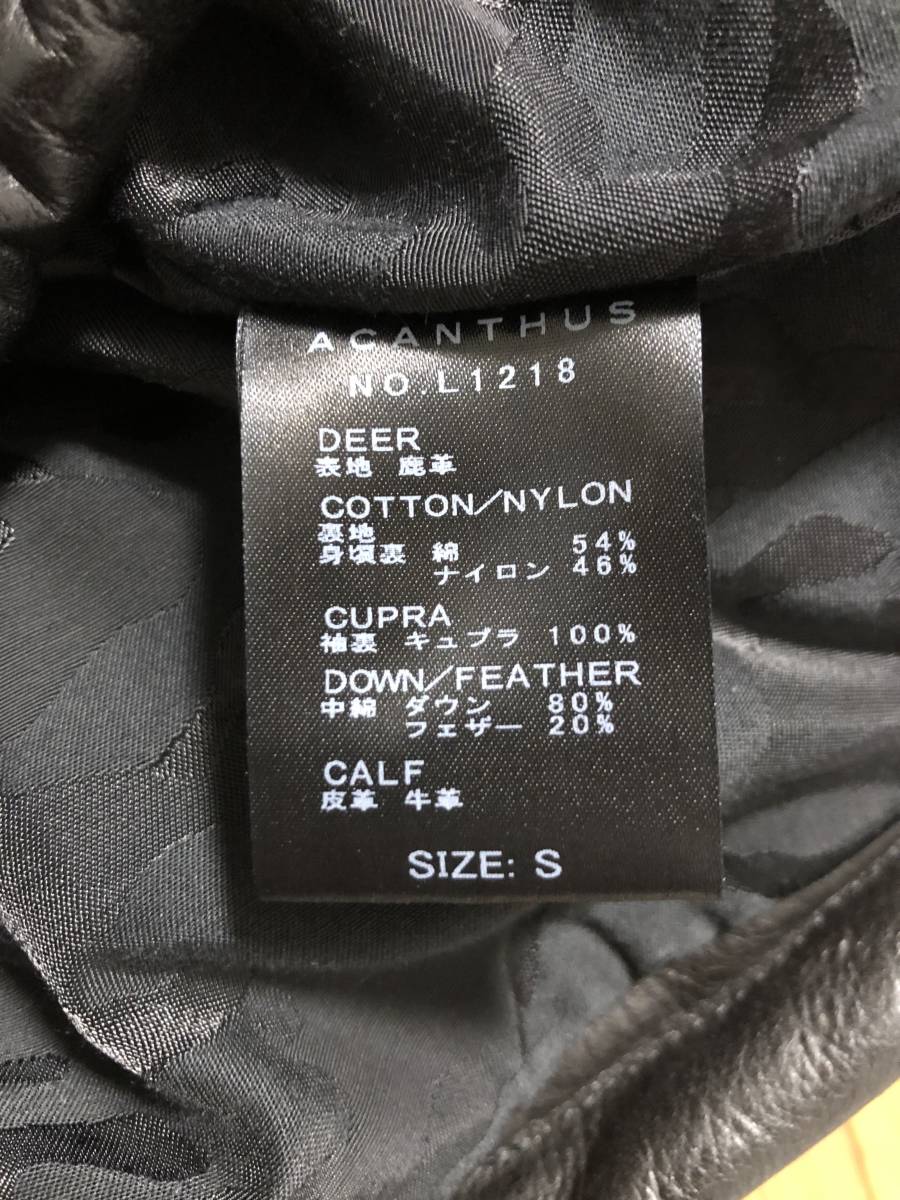 ACANTHUS
NO.L1218
DEER
表地 鹿革
COTTON/NYLON
裏地
身頃裏 綿 54%
ナイロン 46%
CUPRA
袖裏 キュプラ 100%
DOWN/FEATHER
中綿 ダウン 80%
フェザー 20%
CALF
皮革 牛革
SIZE: S